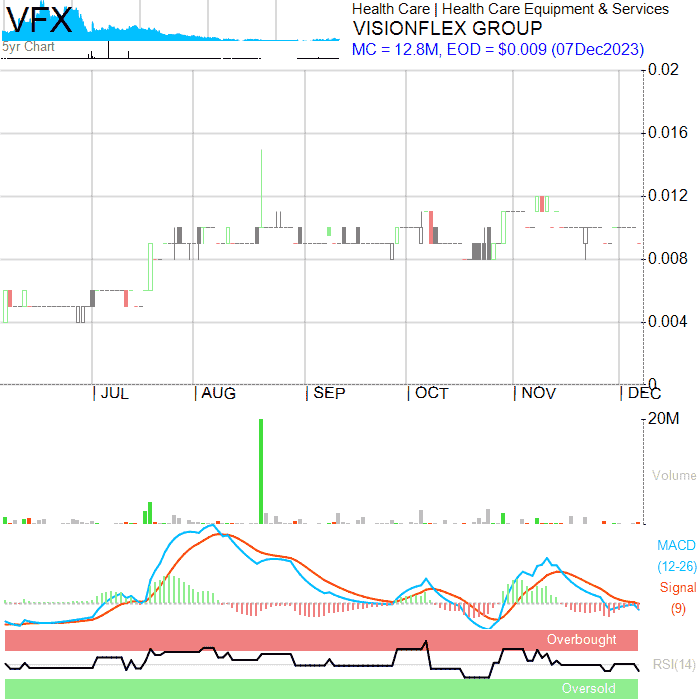 VFX
5yr Chart
Health Care | Health Care Equipment & Services
VISIONFLEX GROUP
MC = 12.8M, EOD = $0.009 (07Dec2023)
0.02
0.016
0.012
0.008
0.004
0
JUL AUG SEP OCT NOV DEC
20M
Volume
MACD
(12-26)
Signal
(9)
Overbought
RSI(14)
Oversold